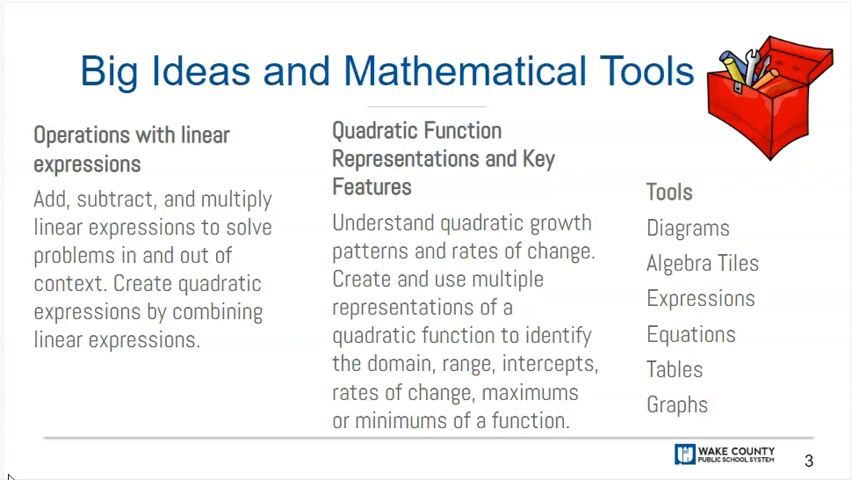 Big Ideas and Mathematical Tools
Operations with linear
expressions
Add, subtract, and multiply
linear expressions to solve
problems in and out of
context. Create quadratic
expressions by combining
linear expressions.
Quadratic Function
Representations and Key
Features
Understand quadratic growth
patterns and rates of change.
Create and use multiple
representations of a
quadratic function to identify
the domain, range, intercepts,
rates of change, maximums
or minimums of a function.
Tools
Diagrams
Algebra Tiles
Expressions
Equations
Tables
Graphs
WAKE COUNTY
PUBLIC SCHOOL SYSTEM
3